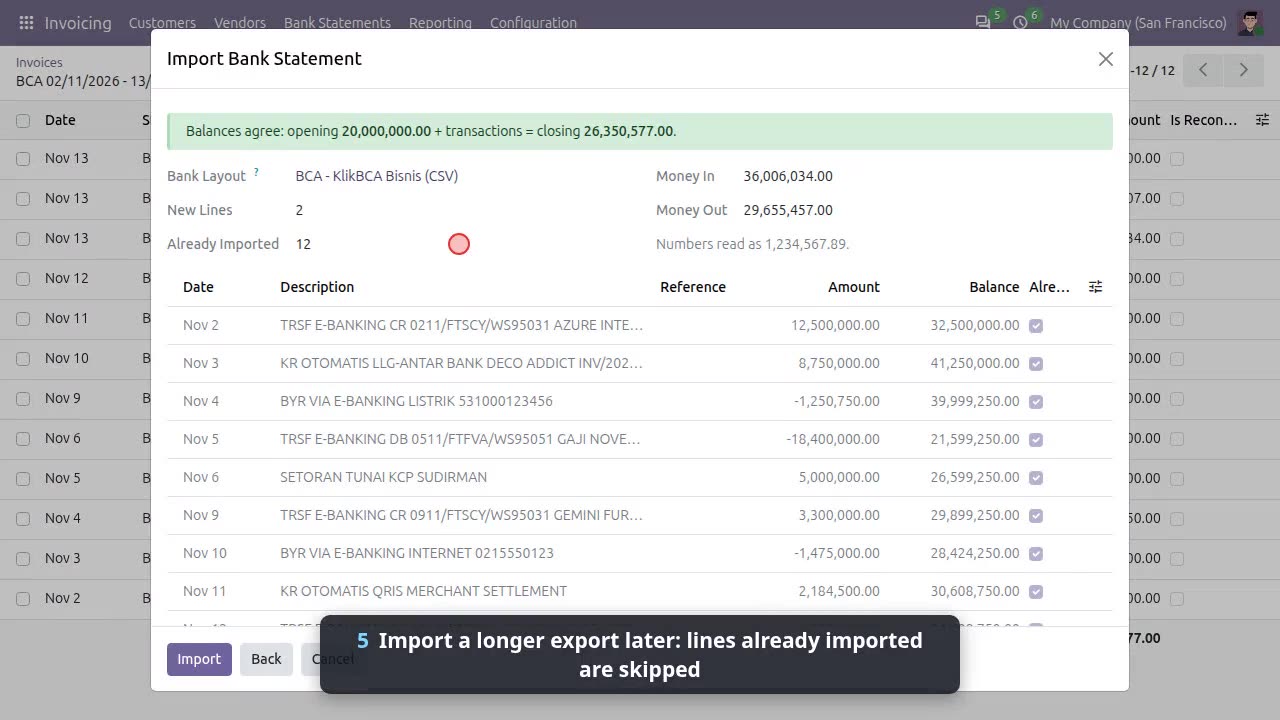 Invoicing Customers Vendors Bank Statements Reporting Configuration 5 6 My Company (San Francisco)
Import Bank Statement
Invoices
BCA 02/11/2026 - 13/
-12 / 12
Date
Is Recon...
Balances agree: opening 20,000,000.00 + transactions = closing 26,350,577.00.
Bank Layout ? BCA - KlikBCA Bisnis (CSV) Money In 36,006,034.00
New Lines 2 Money Out 29,655,457.00
Already Imported 12 Numbers read as 1,234,567.89.
Date Description Reference Amount Balance Alre...
Nov 2 TRSF E-BANKING CR 0211/FTSCY/WS95031 AZURE INTE... 12,500,000.00 32,500,000.00
Nov 3 KR OTOMATIS LLG-ANTAR BANK DECO ADDICT INV/202... 8,750,000.00 41,250,000.00
Nov 4 BYR VIA E-BANKING LISTRIK 531000123456 -1,250,750.00 39,999,250.00
Nov 5 TRSF E-BANKING DB 0511/FTFVA/WS95051 GAJI NOVE... -18,400,000.00 21,599,250.00
Nov 6 SETORAN TUNAI KCP SUDIRMAN 5,000,000.00 26,599,250.00
Nov 9 TRSF E-BANKING CR 0911/FTSCY/WS95031 GEMINI FUR... 3,300,000.00 29,899,250.00
Nov 10 BYR VIA E-BANKING INTERNET 0215550123 -1,475,000.00 28,424,250.00
Nov 11 KR OTOMATIS QRIS MERCHANT SETTLEMENT 2,184,500.00 30,608,750.00
Import Back Cancel
5 Import a longer export later: lines already imported
are skipped
Nov 13
Nov 13
Nov 13
Nov 12
Nov 11
Nov 10
Nov 9
Nov 6
Nov 5
Nov 4
Nov 3
Nov 2
77.00